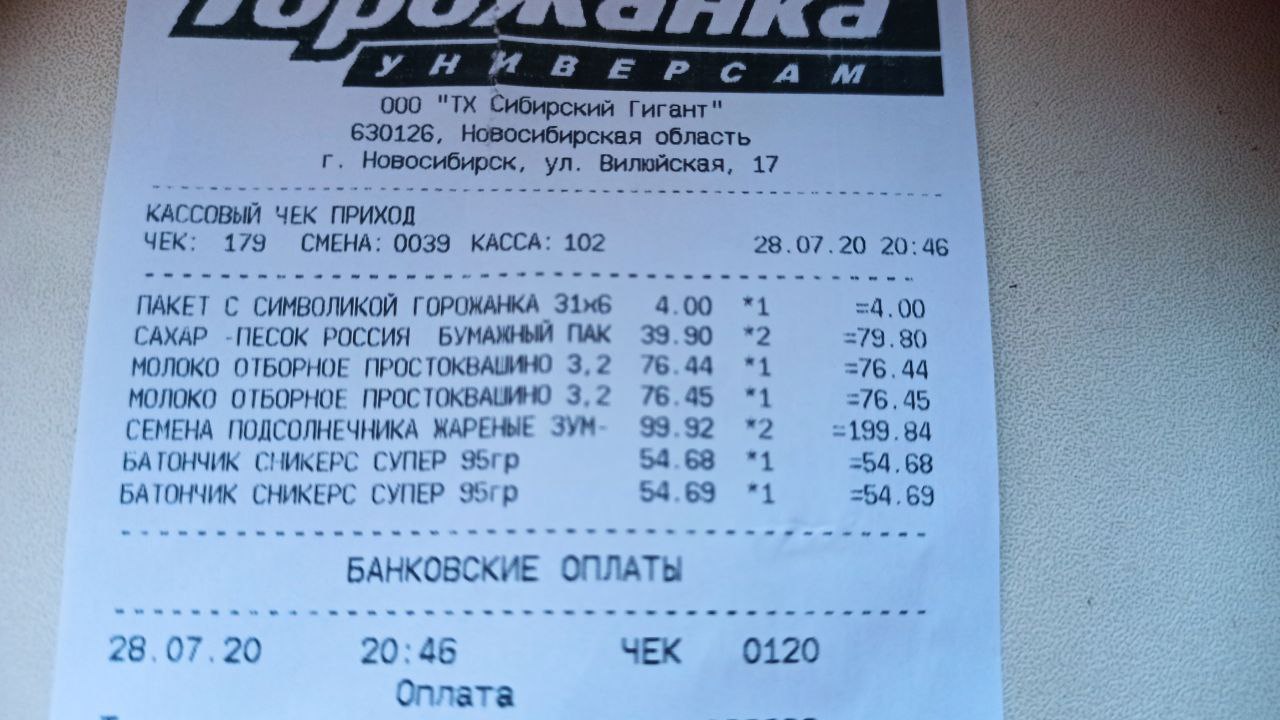 Горожанка
УНИВЕРСАМ
ООО "ТХ Сибирский Гигант"
630126, Новосибирская область
г. Новосибирск, ул. Вилюйская, 17
КАССОВЫЙ ЧЕК ПРИХОД
ЧЕК: 179 СМЕНА: 0039 КАССА: 102 28.07.20 20:46
ПАКЕТ С СИМВОЛИКОЙ ГОРОЖАНКА 31х6 4.00 *1 =4.00
САХАР -ПЕСОК РОССИЯ БУМАЖНЫЙ ПАК 39.90 *2 =79.80
МОЛОКО ОТБОРНОЕ ПРОСТОКВАШИНО 3,2 76.44 *1 =76.44
МОЛОКО ОТБОРНОЕ ПРОСТОКВАШИНО 3,2 76.45 *1 =76.45
СЕМЕНА ПОДСОЛНЕЧНИКА ЖАРЕНЫЕ ЗУМ- 99.92 *2 =199.84
БАТОНЧИК СНИКЕРС СУПЕР 95гр 54.68 *1 =54.68
БАТОНЧИК СНИКЕРС СУПЕР 95гр 54.69 *1 =54.69
БАНКОВСКИЕ ОПЛАТЫ
28.07.20 20:46 ЧЕК 0120
Оплата